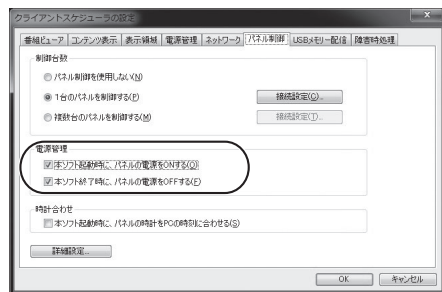 クライアントスケジューラの設定
番組ビューア コンテンツ表示 表示領域 電源管理 ネットワーク パネル制御 USBメモリー配信 障害時処理
制御台数
パネル制御を使用しない(N)
1台のパネルを制御する(P) 接続設定(C)...
複数台のパネルを制御する(M) 接続設定(T)...
電源管理
本ソフト起動時に、パネルの電源をONする(O)
本ソフト終了時に、パネルの電源をOFFする(F)
時計合わせ
本ソフト起動時に、パネルの時計をPCの時刻に合わせる(S)
詳細設定...
OK キャンセル